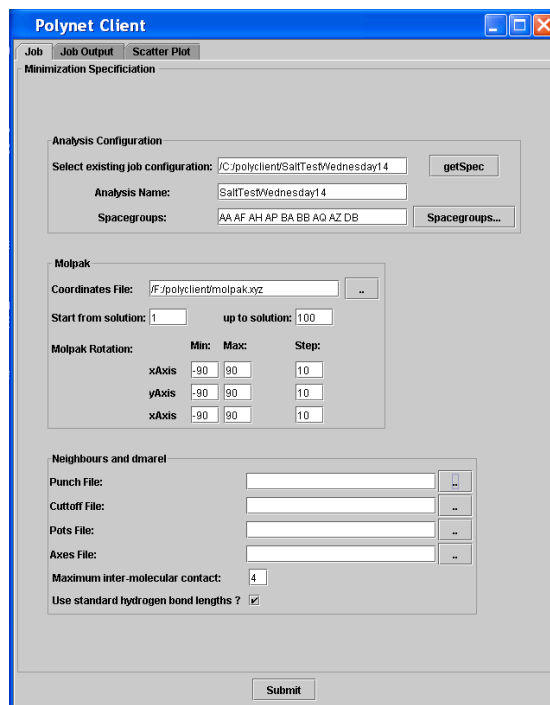 Polynet Client
Job Job Output Scatter Plot
Minimization Specificiation
Analysis Configuration
Select existing job configuration: /C:/polyclient/SaltTestWednesday14 getSpec
Analysis Name: SaltTestWednesday14
Spacegroups: AA AF AH AP BA BB AQ AZ DB Spacegroups...
Molpak
Coordinates File: /F:/polyclient/molpak.xyz ..
Start from solution: 1 up to solution: 100
Molpak Rotation: Min: Max: Step:
xAxis -90 90 10
yAxis -90 90 10
xAxis -90 90 10
Neighbours and dmarel
Punch File: ..
Cuttoff File: ..
Pots File: ..
Axes File: ..
Maximum inter-molecular contact: 4
Use standard hydrogen bond lengths ?
Submit